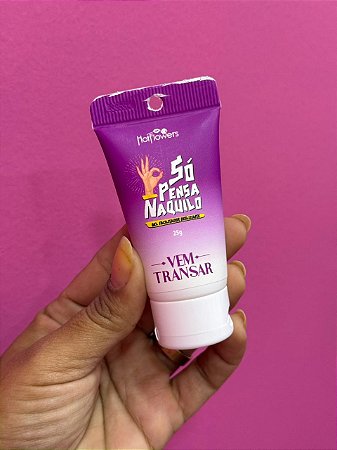 HotFlowers
Só
Pensa
Naquilo
25g
VEM
TRANSAR